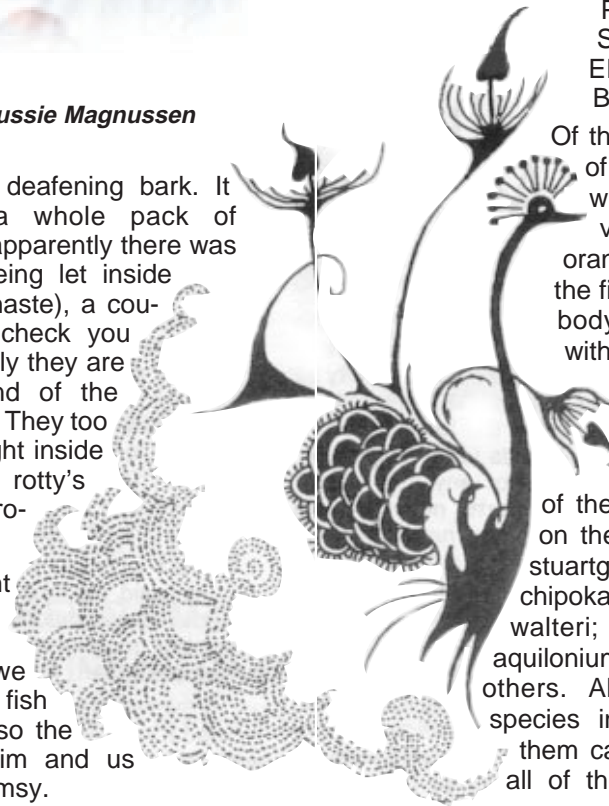 ussie Magnussen
deafening bark. It
a whole pack of
apparently there was
eing let inside
haste), a cou-
check you
ly they are
nd of the
They too
ht inside
rotty's
ro-
t
we
fish
so the
im and us
msy.
S
El
B
Of th
of
w
v
oran
the fi
body
with
of the
on the
stuartg
chipoka
walteri;
aquilonium
others. Al
species in
them ca
all of th